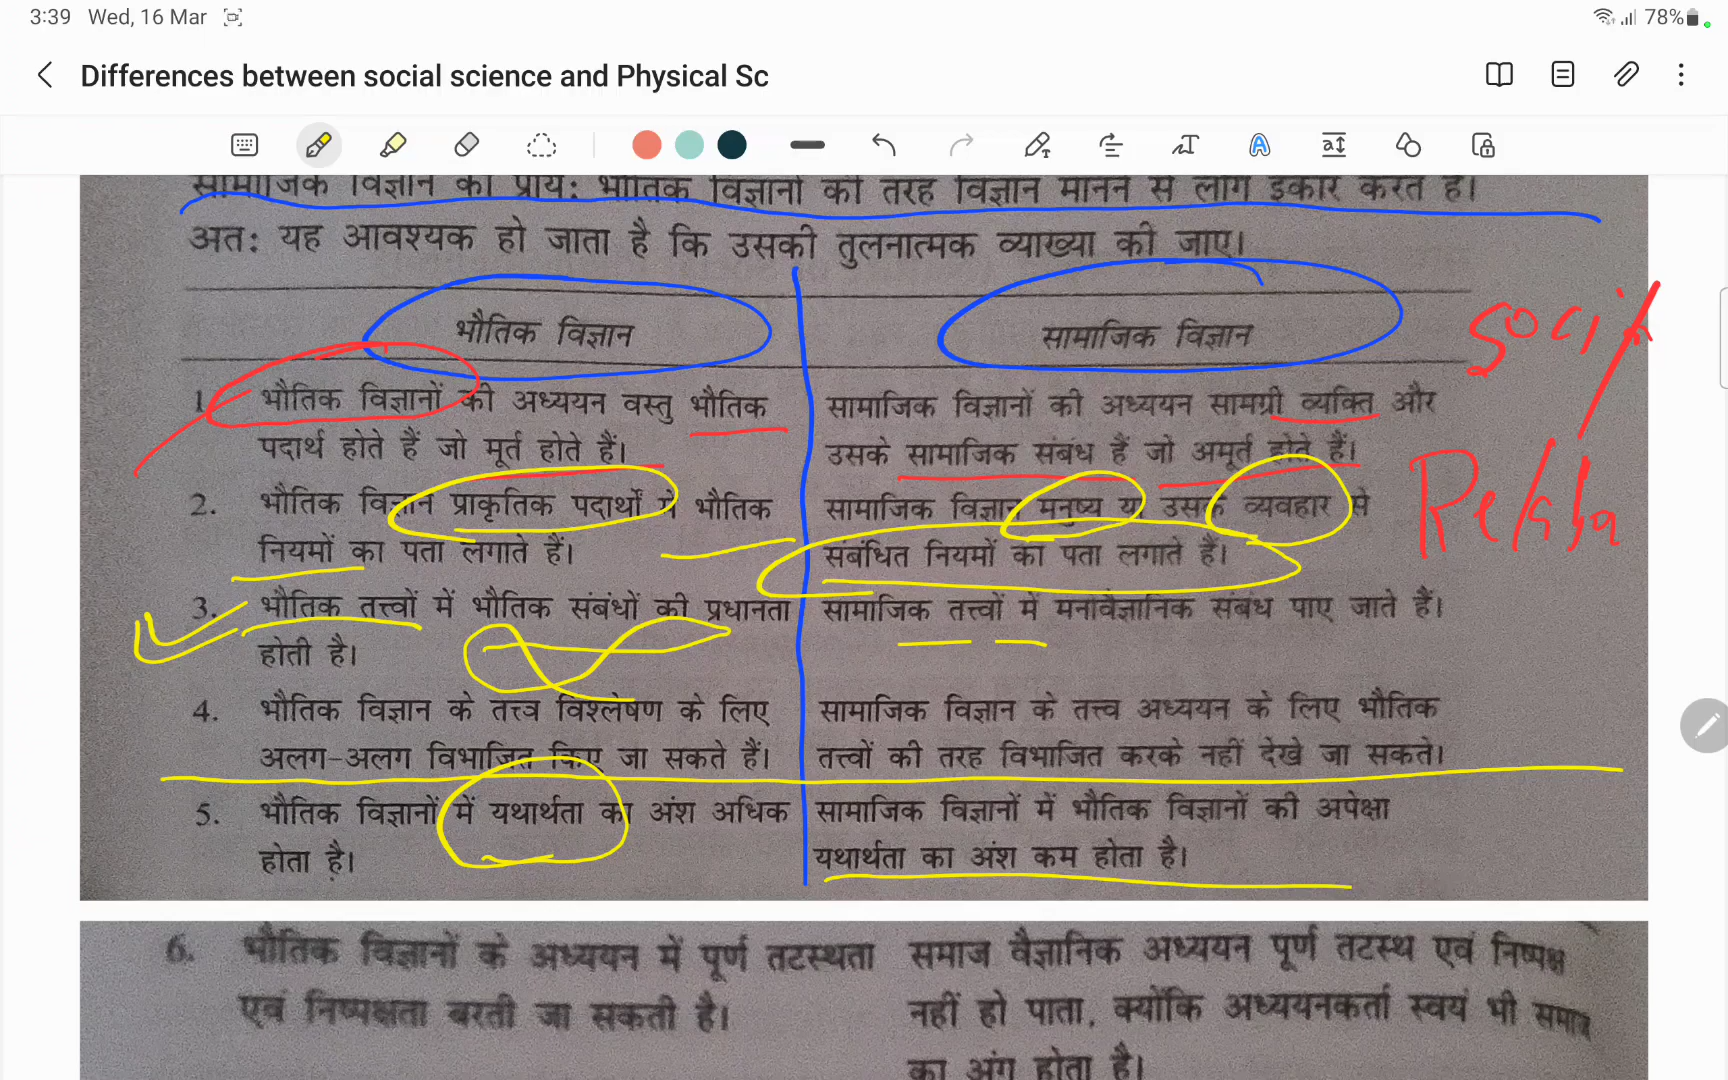 3:39 Wed, 16 Mar 78%
Differences between social science and Physical Sc
सामाजिक विज्ञान को प्राय: भौतिक विज्ञानों की तरह विज्ञान मानने से लोग इंकार करते हैं।
अत: यह आवश्यक हो जाता है कि उसकी तुलनात्मक व्याख्या की जाए।
भौतिक विज्ञान सामाजिक विज्ञान
1. भौतिक विज्ञानों की अध्ययन वस्तु भौतिक सामाजिक विज्ञानों की अध्ययन सामग्री व्यक्ति और
पदार्थ होते हैं जो मूर्त होते हैं। उसके सामाजिक संबंध हैं जो अमूर्त होते हैं।
2. भौतिक विज्ञान प्राकृतिक पदार्थों में भौतिक सामाजिक विज्ञान मनुष्य या उसके व्यवहार से
नियमों का पता लगाते हैं। संबंधित नियमों का पता लगाते हैं।
3. भौतिक तत्त्वों में भौतिक संबंधों की प्रधानता सामाजिक तत्त्वों में मनोवैज्ञानिक संबंध पाए जाते हैं।
होती है।
4. भौतिक विज्ञान के तत्त्व विश्लेषण के लिए सामाजिक विज्ञान के तत्त्व अध्ययन के लिए भौतिक
अलग-अलग विभाजित किए जा सकते हैं। तत्त्वों की तरह विभाजित करके नहीं देखे जा सकते।
5. भौतिक विज्ञानों में यथार्थता का अंश अधिक सामाजिक विज्ञानों में भौतिक विज्ञानों की अपेक्षा
होता है। यथार्थता का अंश कम होता है।
6. भौतिक विज्ञानों के अध्ययन में पूर्ण तटस्थता समाज वैज्ञानिक अध्ययन पूर्ण तटस्थ एवं निष्पक्ष
एवं निष्पक्षता बरती जा सकती है। नहीं हो पाता, क्योंकि अध्ययनकर्ता स्वयं भी समाज
का अंग होता है।